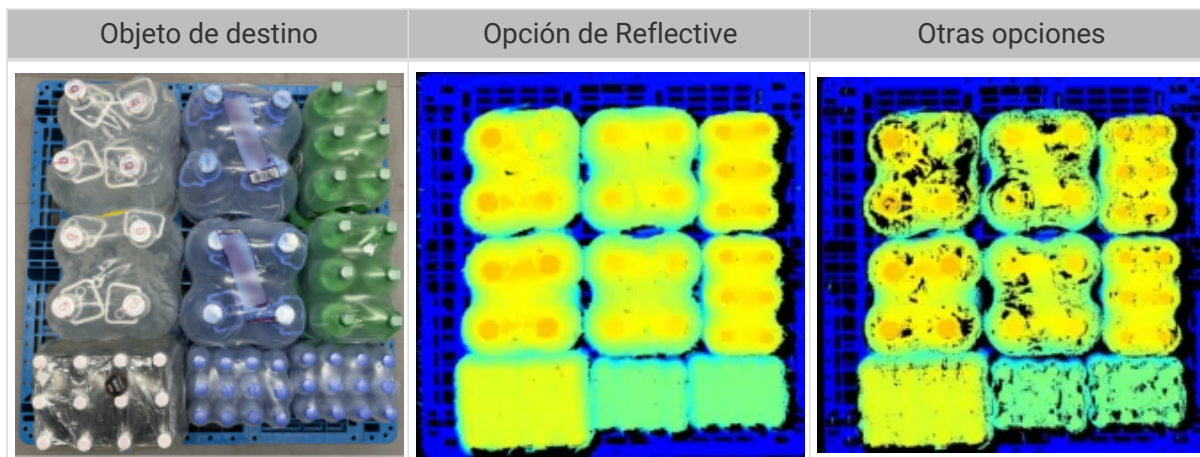 Objeto de destino
Opción de Reflective
Otras opciones